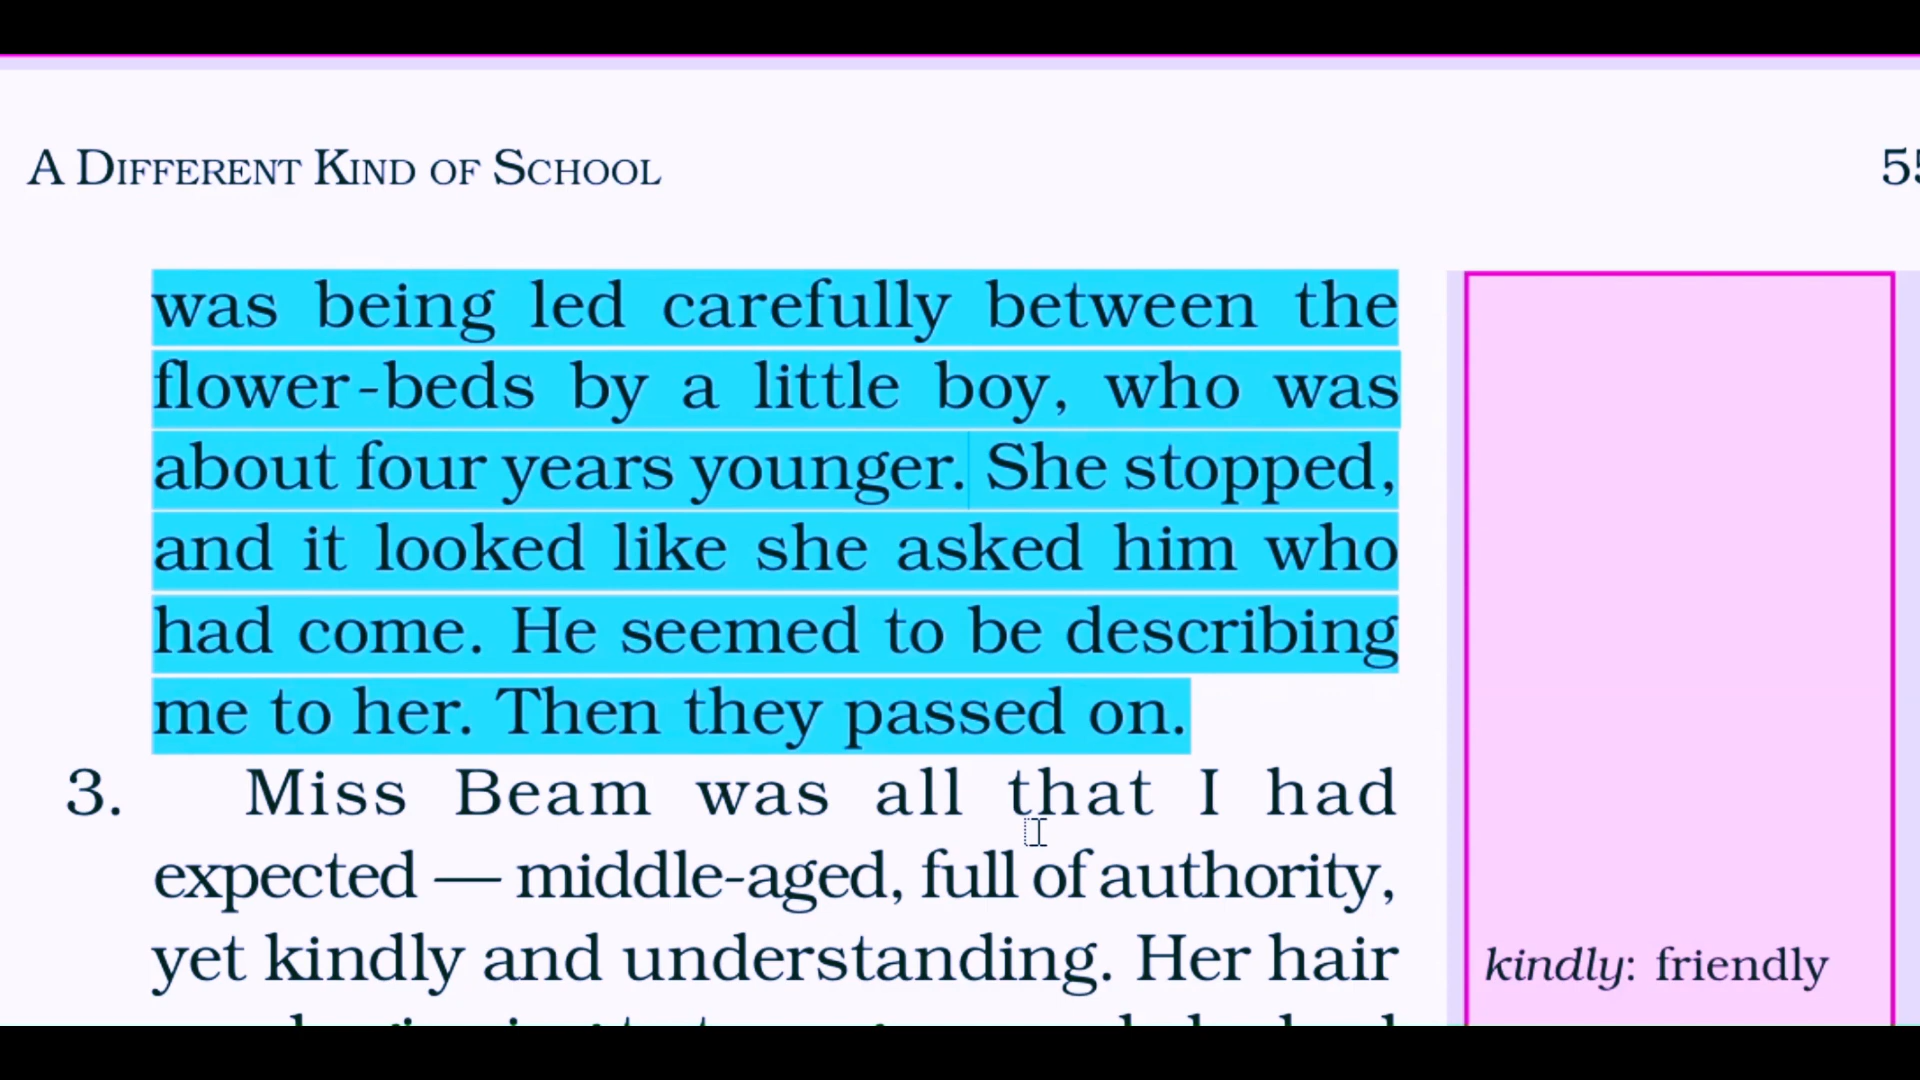 A DIFFERENT KIND OF SCHOOL
was being led carefully between the
flower-beds by a little boy, who was
about four years younger. She stopped,
and it looked like she asked him who
had come. He seemed to be describing
me to her. Then they passed on.
3. Miss Beam was all that I had
expected — middle-aged, full of authority,
yet kindly and understanding. Her hair
kindly: friendly